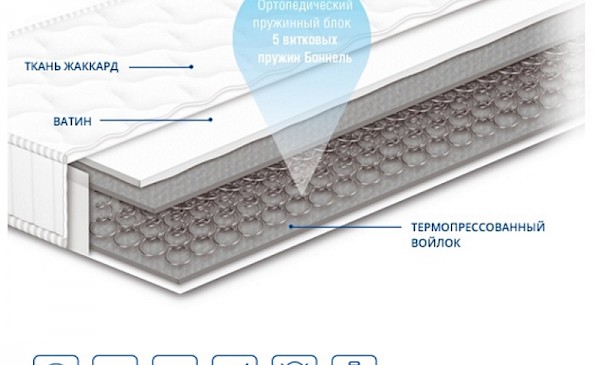 Ортопедический
пружинный блок
5 витковых
пружин Боннель
ТКАНЬ ЖАККАРД
ВАТИН
ТЕРМОПРЕССОВАННЫЙ
ВОЙЛОК